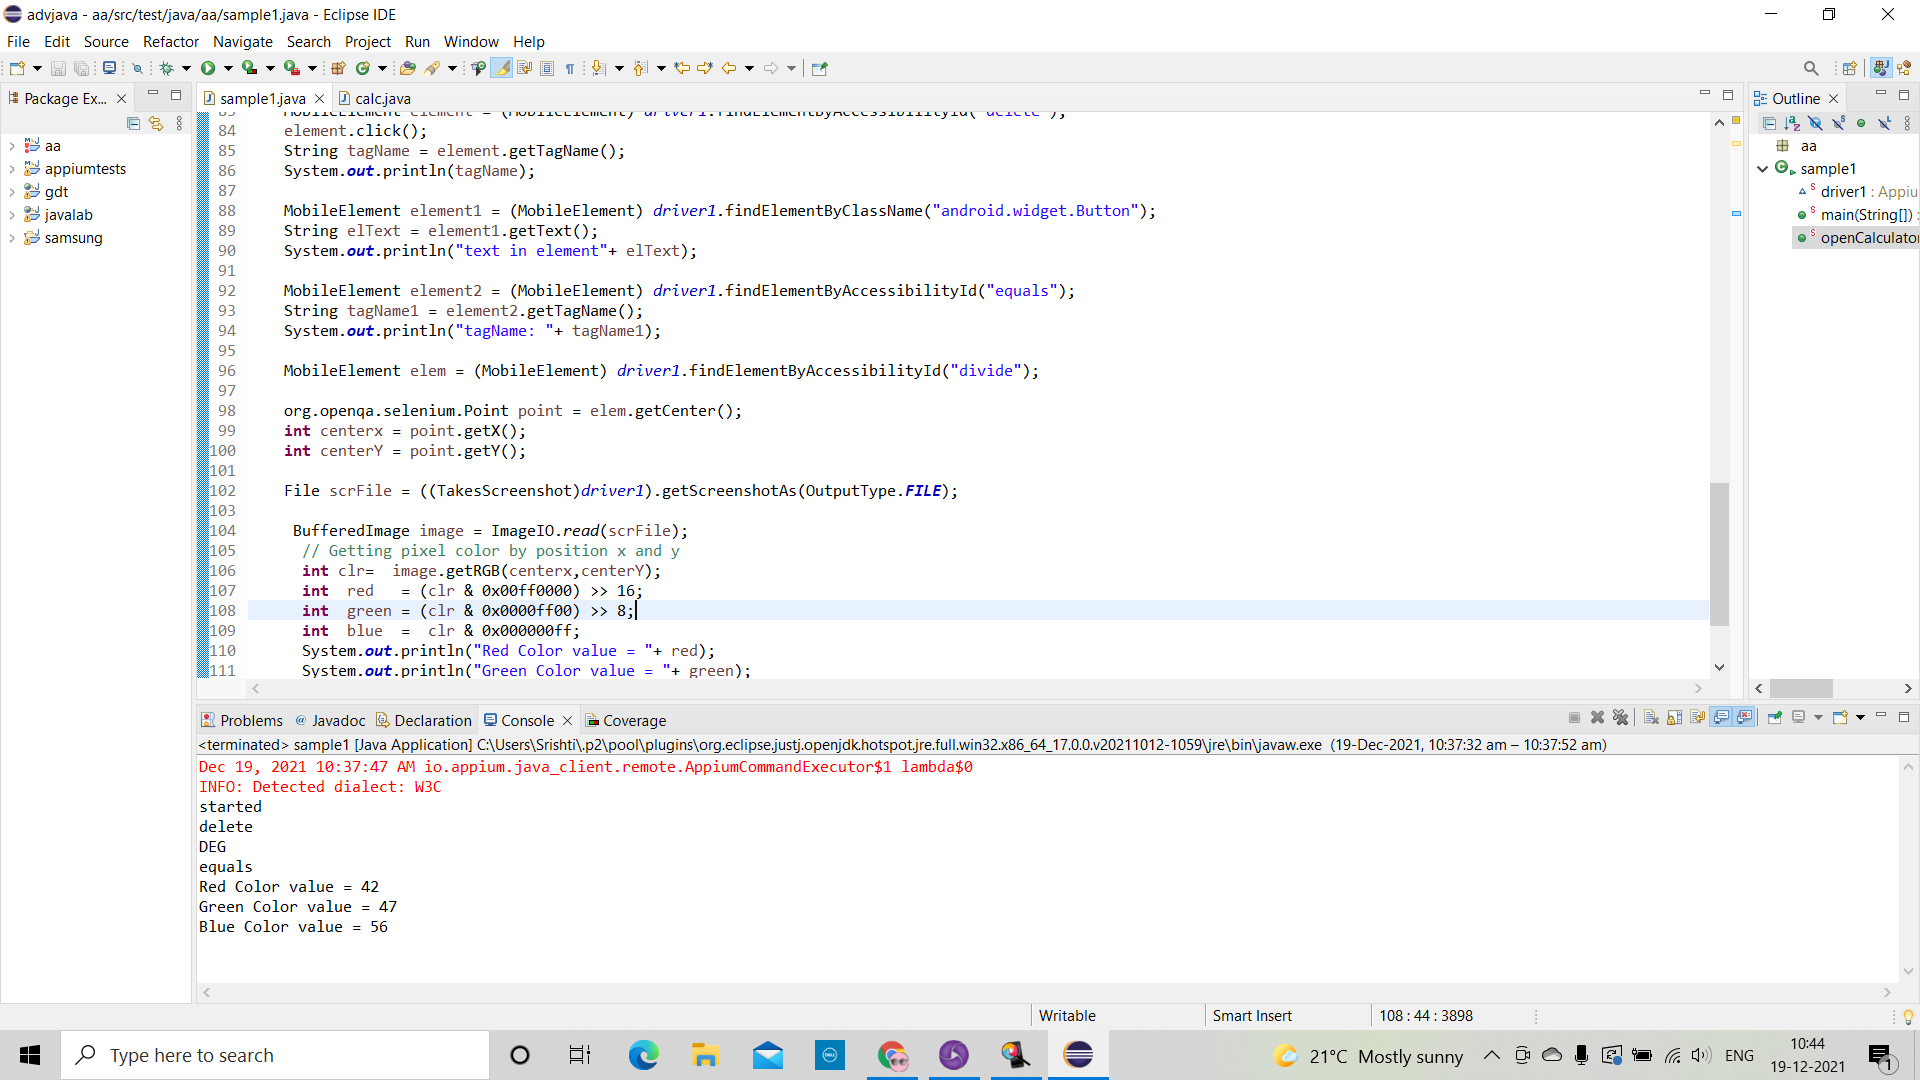 advjava - aa/src/test/java/aa/sample1.java - Eclipse IDE
File Edit Source Refactor Navigate Search Project Run Window Help
Package Ex...
sample1.java
calc.java
Outline
aa
appiumtests
gdt
javalab
samsung
83 MobileElement element = (MobileElement) driver1.findElementByAccessibilityId("delete");
84 element.click();
85 String tagName = element.getTagName();
86 System.out.println(tagName);
87
88 MobileElement element1 = (MobileElement) driver1.findElementByClassName("android.widget.Button");
89 String elText = element1.getText();
90 System.out.println("text in element"+ elText);
91
92 MobileElement element2 = (MobileElement) driver1.findElementByAccessibilityId("equals");
93 String tagName1 = element2.getTagName();
94 System.out.println("tagName: "+ tagName1);
95
96 MobileElement elem = (MobileElement) driver1.findElementByAccessibilityId("divide");
97
98 org.openqa.selenium.Point point = elem.getCenter();
99 int centerx = point.getX();
100 int centerY = point.getY();
101
102 File scrFile = ((TakesScreenshot)driver1).getScreenshotAs(OutputType.FILE);
103
104 BufferedImage image = ImageIO.read(scrFile);
105 // Getting pixel color by position x and y
106 int clr= image.getRGB(centerx,centerY);
107 int red = (clr & 0x00ff0000) >> 16;
108 int green = (clr & 0x0000ff00) >> 8;
109 int blue = clr & 0x000000ff;
110 System.out.println("Red Color value = "+ red);
111 System.out.println("Green Color value = "+ green);
aa
sample1
driver1 : Appiu
main(String[]) :
openCalculator
Problems @ Javadoc Declaration Console Coverage
<terminated> sample1 [Java Application] C:\Users\Srishti\.p2\pool\plugins\org.eclipse.justj.openjdk.hotspot.jre.full.win32.x86_64_17.0.0.v20211012-1059\jre\bin\javaw.exe (19-Dec-2021, 10:37:32 am – 10:37:52 am)
Dec 19, 2021 10:37:47 AM io.appium.java_client.remote.AppiumCommandExecutor$1 lambda$0
INFO: Detected dialect: W3C
started
delete
DEG
equals
Red Color value = 42
Green Color value = 47
Blue Color value = 56
Writable
Smart Insert
108 : 44 : 3898
Type here to search
DELL
21°C Mostly sunny
ENG
10:44
19-12-2021
1